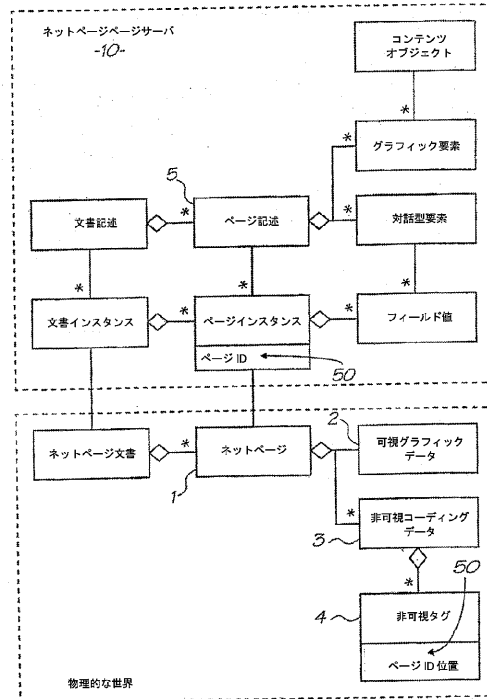 ネットページページサーバ
-10-
コンテンツ
オブジェクト
*
グラフィック要素
*
5
文書記述
*
ページ記述
*
対話型要素
*
*
*
文書インスタンス
*
ページインスタンス
*
フィールド値
ページ ID
50
ネットページ文書
*
ネットページ
1
2
可視グラフィック
データ
*
非可視コーディング
データ
3
*
50
4
非可視タグ
ページ ID 位置
物理的な世界